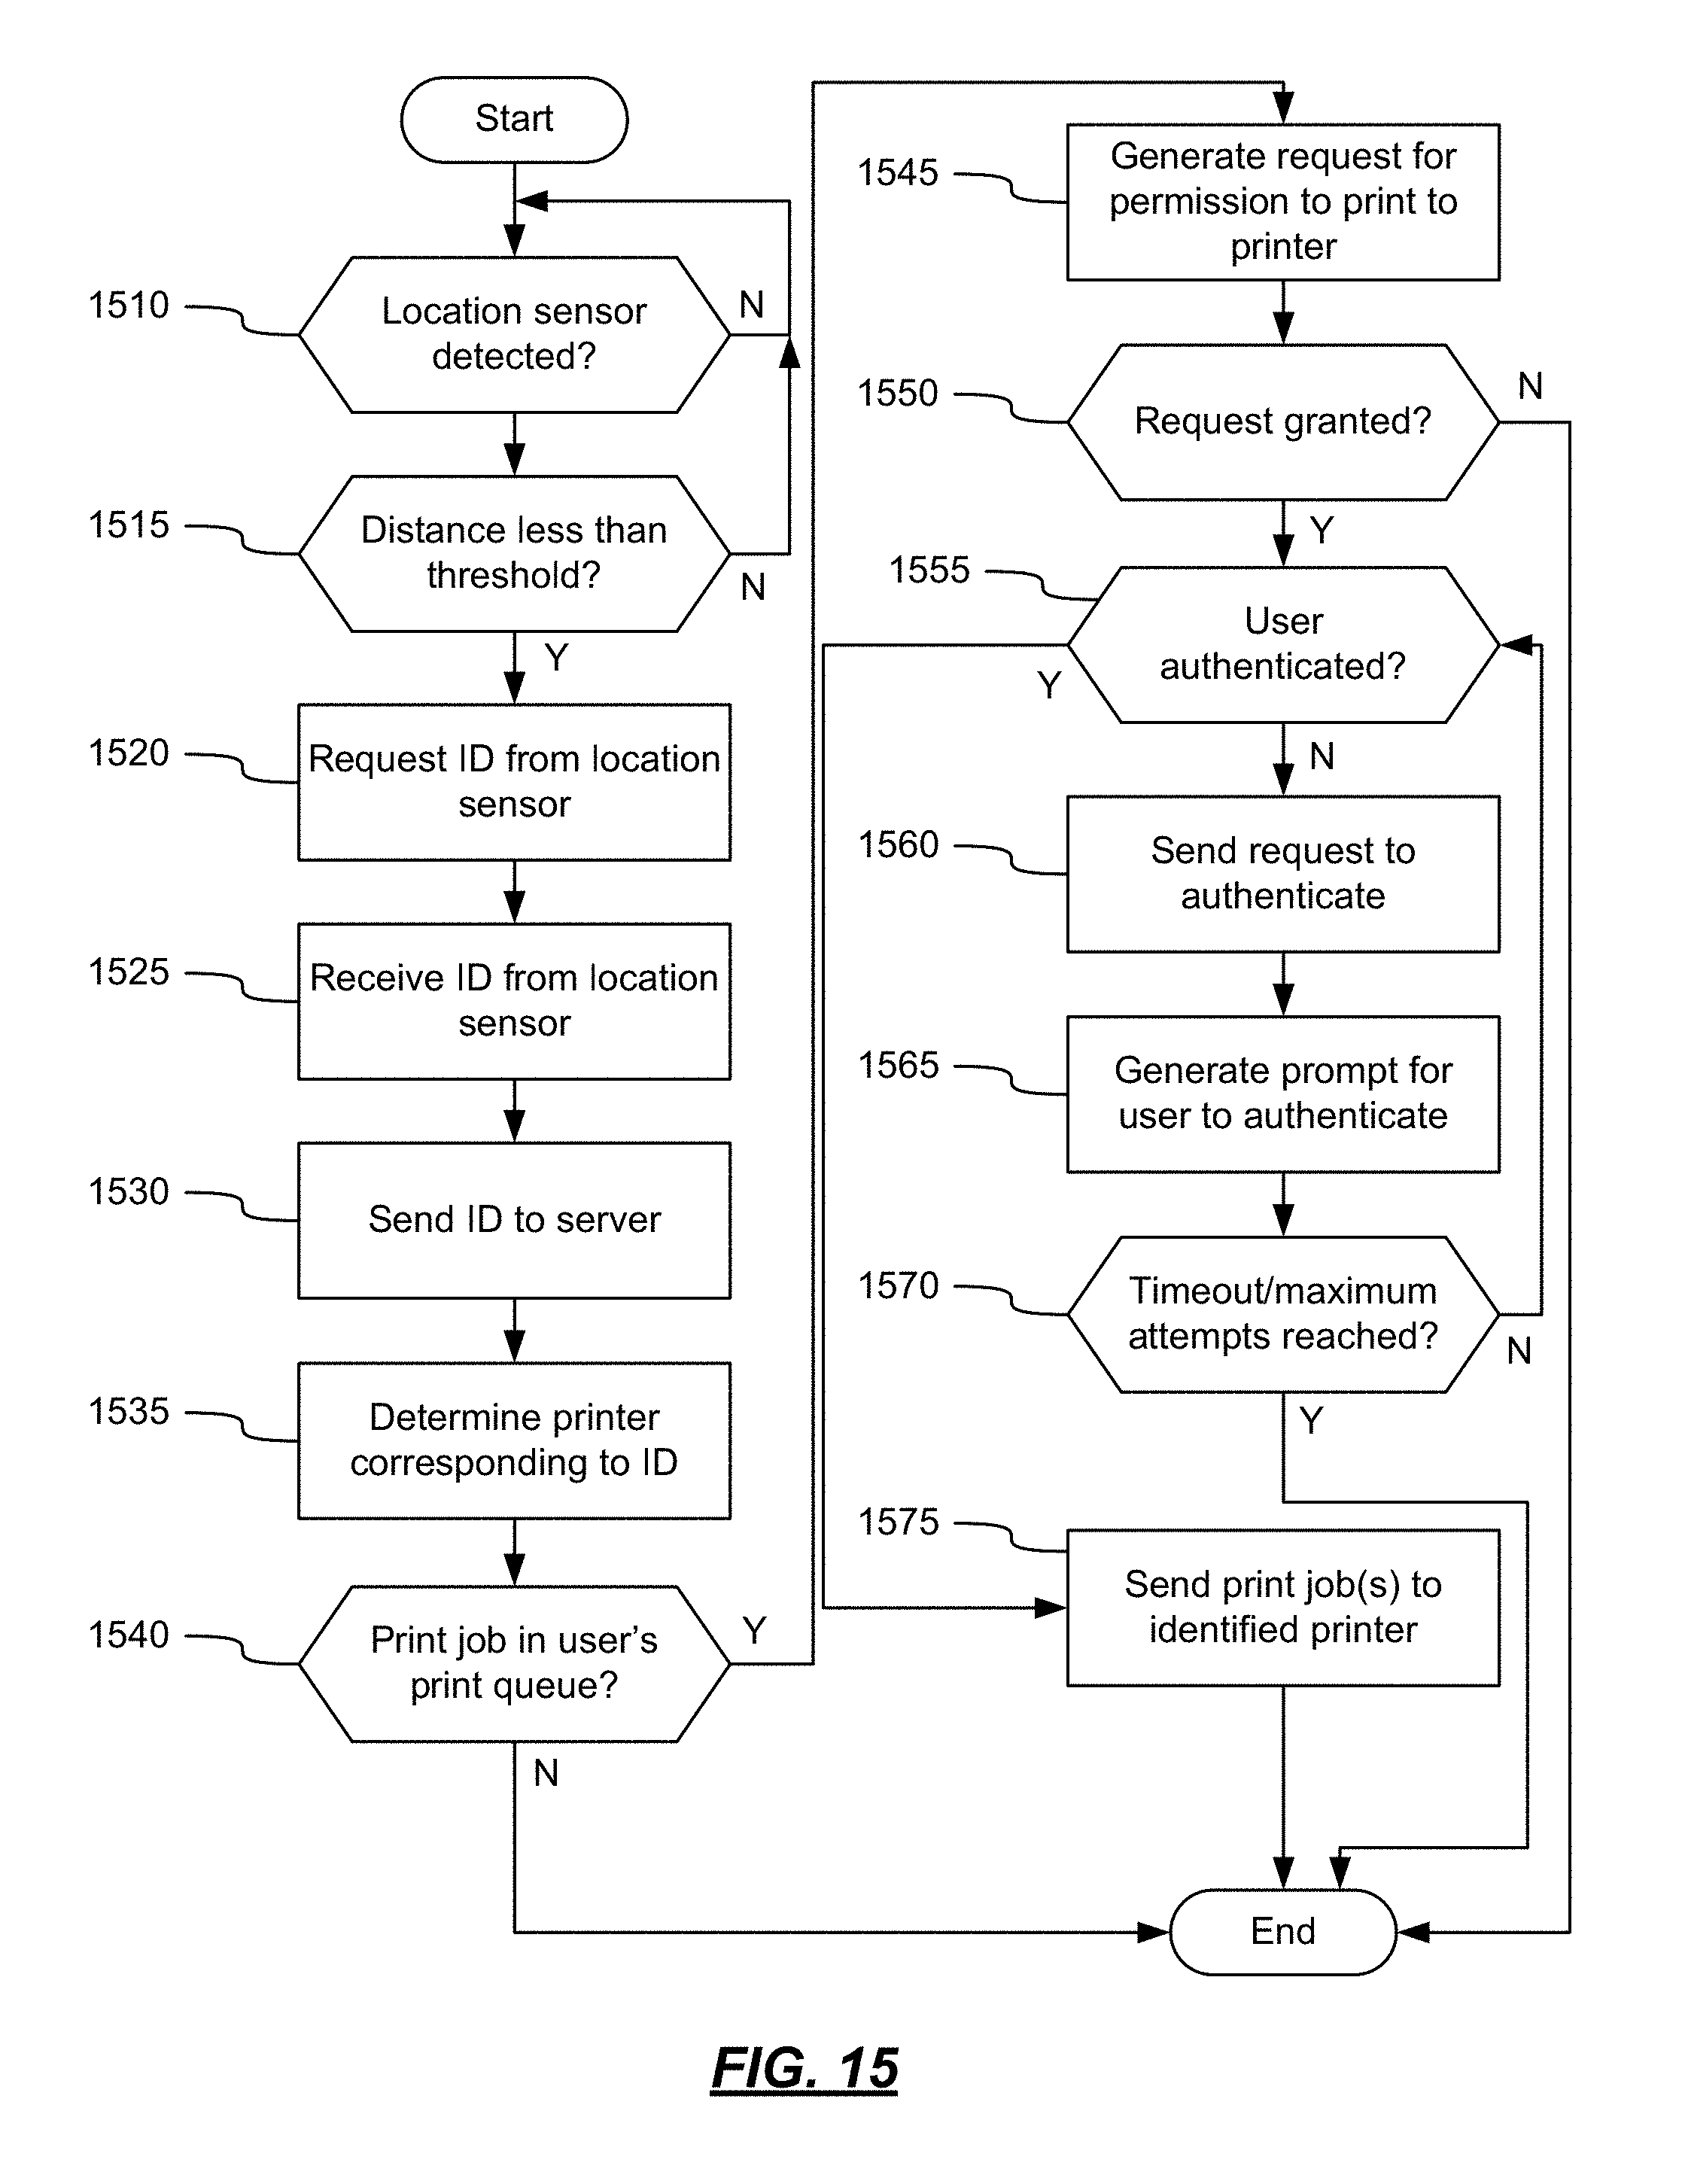 Start
1510
Location sensor
detected?
N
1515
Distance less than
threshold?
N
Y
1520
Request ID from location
sensor
1525
Receive ID from location
sensor
1530
Send ID to server
1535
Determine printer
corresponding to ID
1540
Print job in user’s
print queue?
Y
N
1545
Generate request for
permission to print to
printer
1550
Request granted?
N
Y
1555
User
authenticated?
Y
N
1560
Send request to
authenticate
1565
Generate prompt for
user to authenticate
1570
Timeout/maximum
attempts reached?
N
Y
1575
Send print job(s) to
identified printer
End
FIG. 15